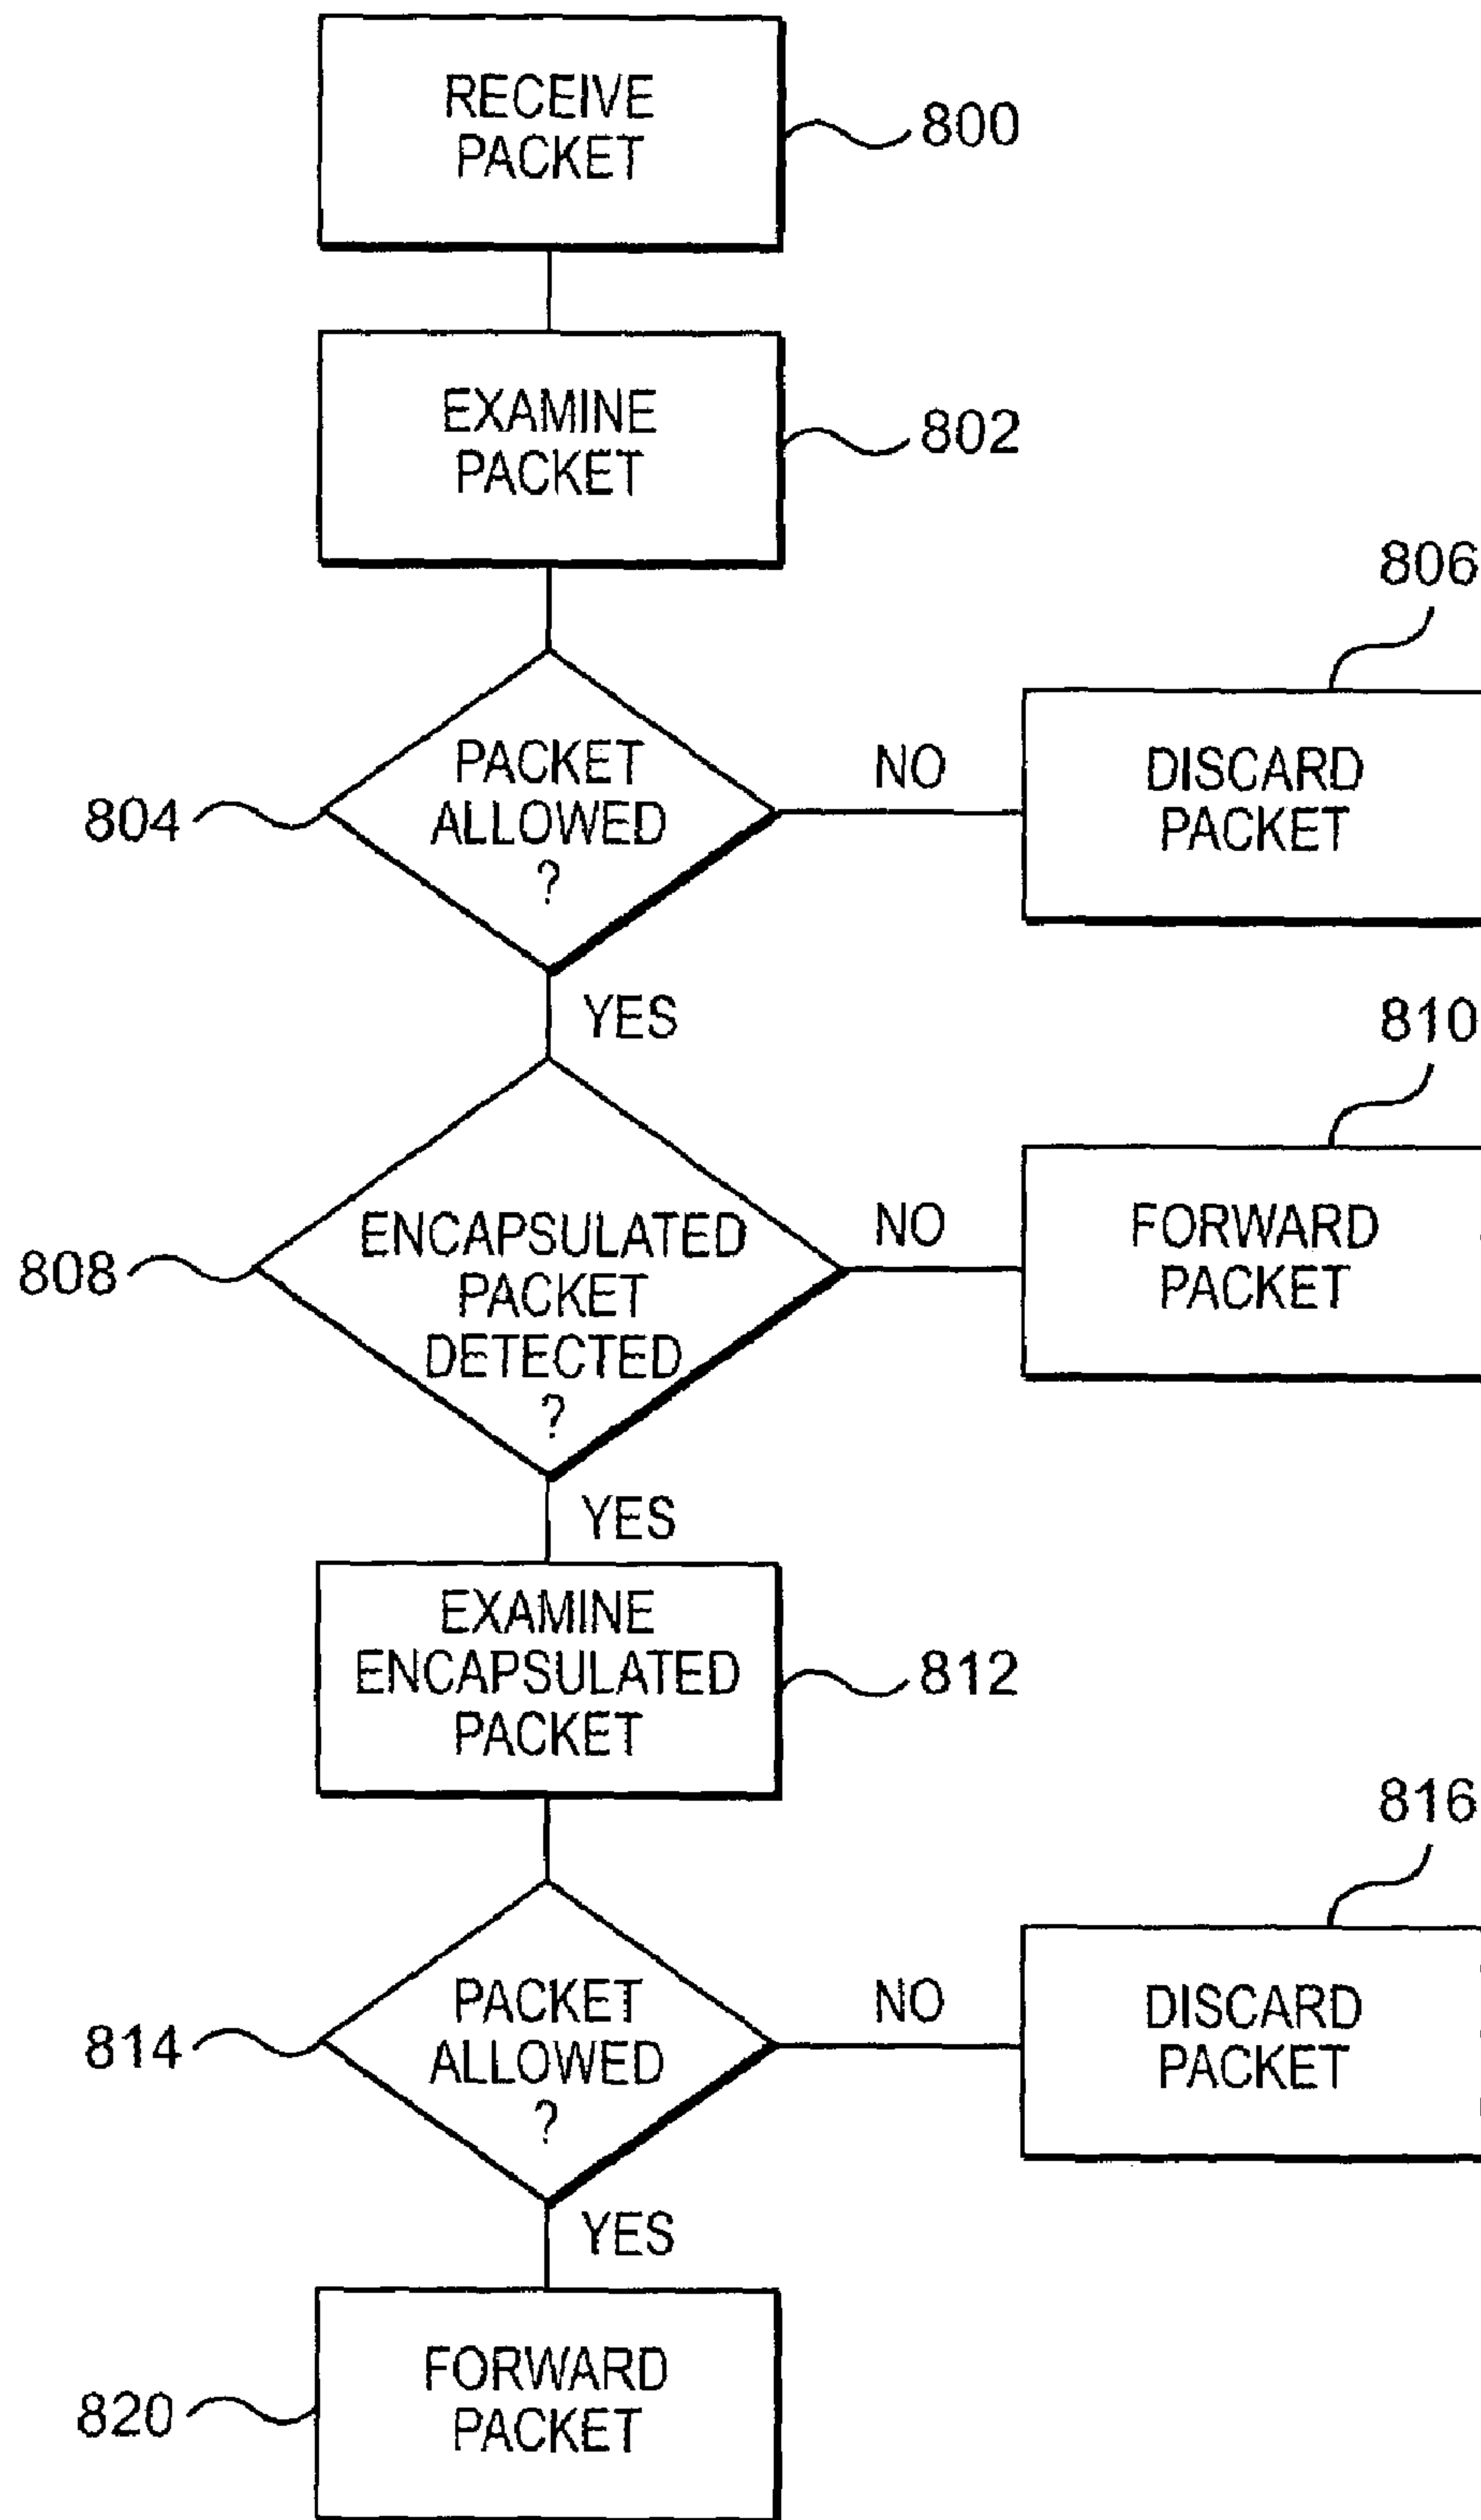 RECEIVE
PACKET
800
EXAMINE
PACKET
802
806
PACKET
ALLOWED
?
804
NO
DISCARD
PACKET
YES
810
ENCAPSULATED
PACKET
DETECTED
?
808
NO
FORWARD
PACKET
YES
EXAMINE
ENCAPSULATED
PACKET
812
816
PACKET
ALLOWED
?
814
NO
DISCARD
PACKET
YES
FORWARD
PACKET
820